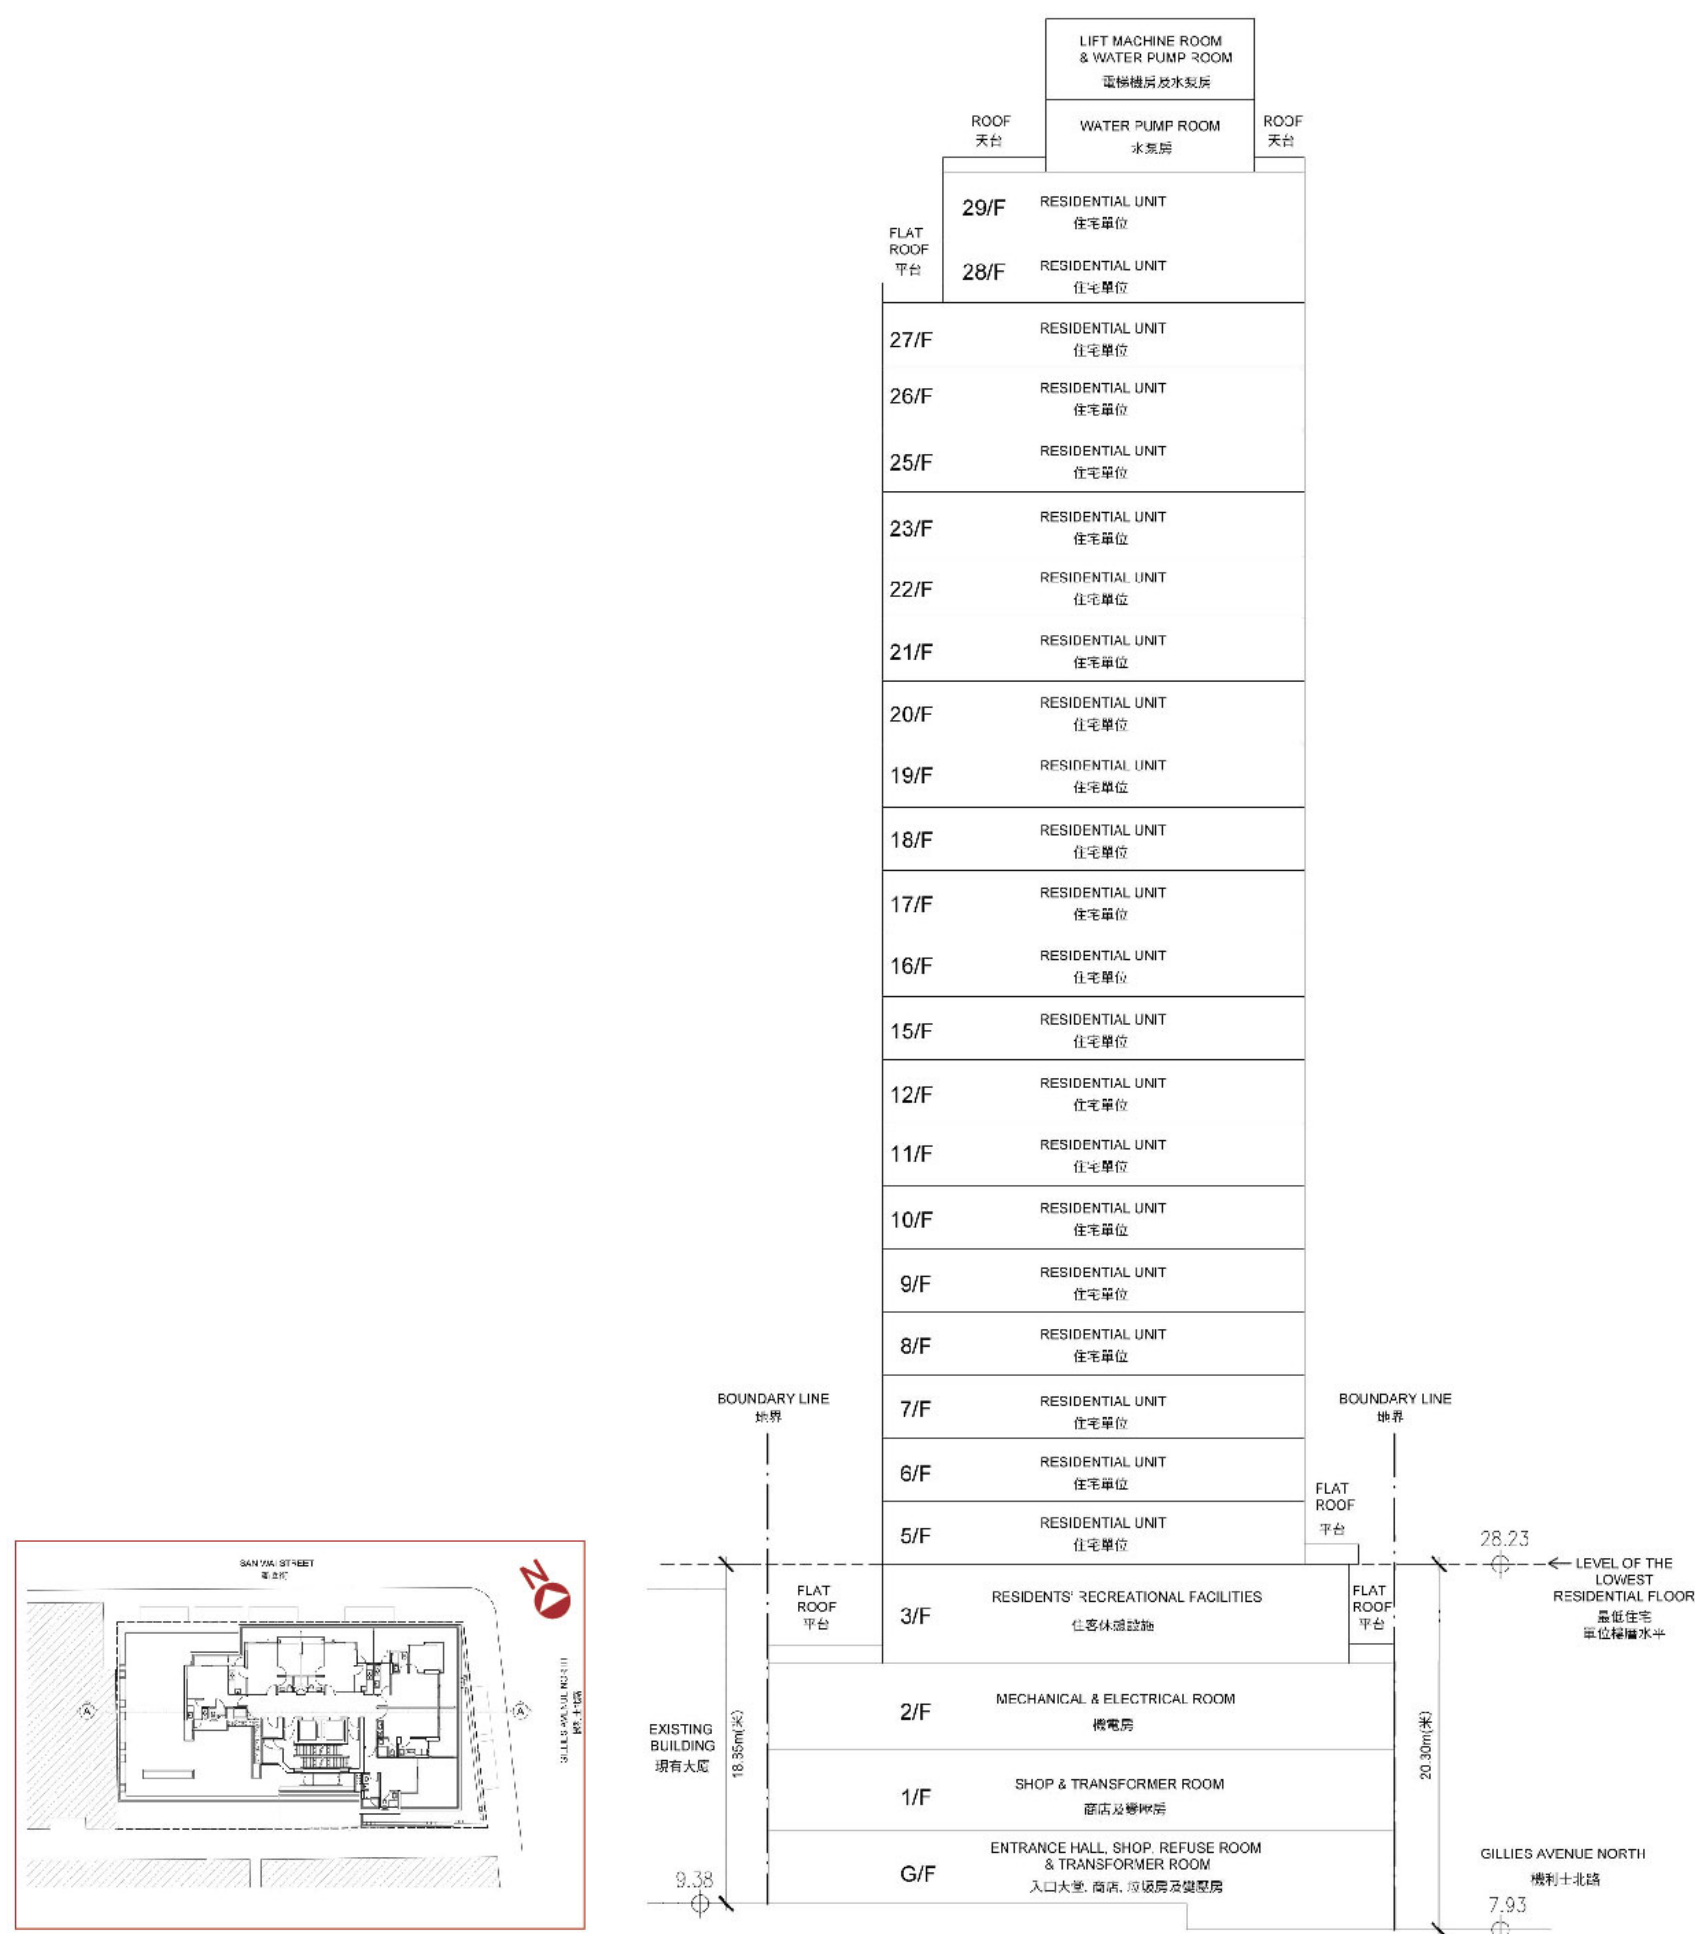 LIFT MACHINE ROOM
& WATER PUMP ROOM
電梯機房及水泵房
ROOF
天台
WATER PUMP ROOM
水泵房
ROOF
天台
29/F
RESIDENTIAL UNIT
住宅單位
FLAT
ROOF
平台
28/F
RESIDENTIAL UNIT
住宅單位
27/F
RESIDENTIAL UNIT
住宅單位
26/F
RESIDENTIAL UNIT
住宅單位
25/F
RESIDENTIAL UNIT
住宅單位
23/F
RESIDENTIAL UNIT
住宅單位
22/F
RESIDENTIAL UNIT
住宅單位
21/F
RESIDENTIAL UNIT
住宅單位
20/F
RESIDENTIAL UNIT
住宅單位
19/F
RESIDENTIAL UNIT
住宅單位
18/F
RESIDENTIAL UNIT
住宅單位
17/F
RESIDENTIAL UNIT
住宅單位
16/F
RESIDENTIAL UNIT
住宅單位
15/F
RESIDENTIAL UNIT
住宅單位
12/F
RESIDENTIAL UNIT
住宅單位
11/F
RESIDENTIAL UNIT
住宅單位
10/F
RESIDENTIAL UNIT
住宅單位
9/F
RESIDENTIAL UNIT
住宅單位
8/F
RESIDENTIAL UNIT
住宅單位
BOUNDARY LINE
地界
7/F
RESIDENTIAL UNIT
住宅單位
BOUNDARY LINE
地界
6/F
RESIDENTIAL UNIT
住宅單位
FLAT
ROOF
平台
5/F
RESIDENTIAL UNIT
住宅單位
28.23
LEVEL OF THE
LOWEST
RESIDENTIAL FLOOR
最低住宅
單位樓層水平
FLAT
ROOF
平台
3/F
RESIDENTS' RECREATIONAL FACILITIES
住客休憩設施
FLAT
ROOF
平台
2/F
MECHANICAL & ELECTRICAL ROOM
機電房
EXISTING
BUILDING
現有大廈
18.85m(米)
20.30m(米)
1/F
SHOP & TRANSFORMER ROOM
商店及變壓房
G/F
ENTRANCE HALL, SHOP, REFUSE ROOM
& TRANSFORMER ROOM
入口大堂, 商店, 垃圾房及變壓房
GILLIES AVENUE NORTH
機利士北路
9.38
7.93
SAN WAI STREET
新圍街
N
GILLIES AVENUE NORTH
機利士北路
A
A